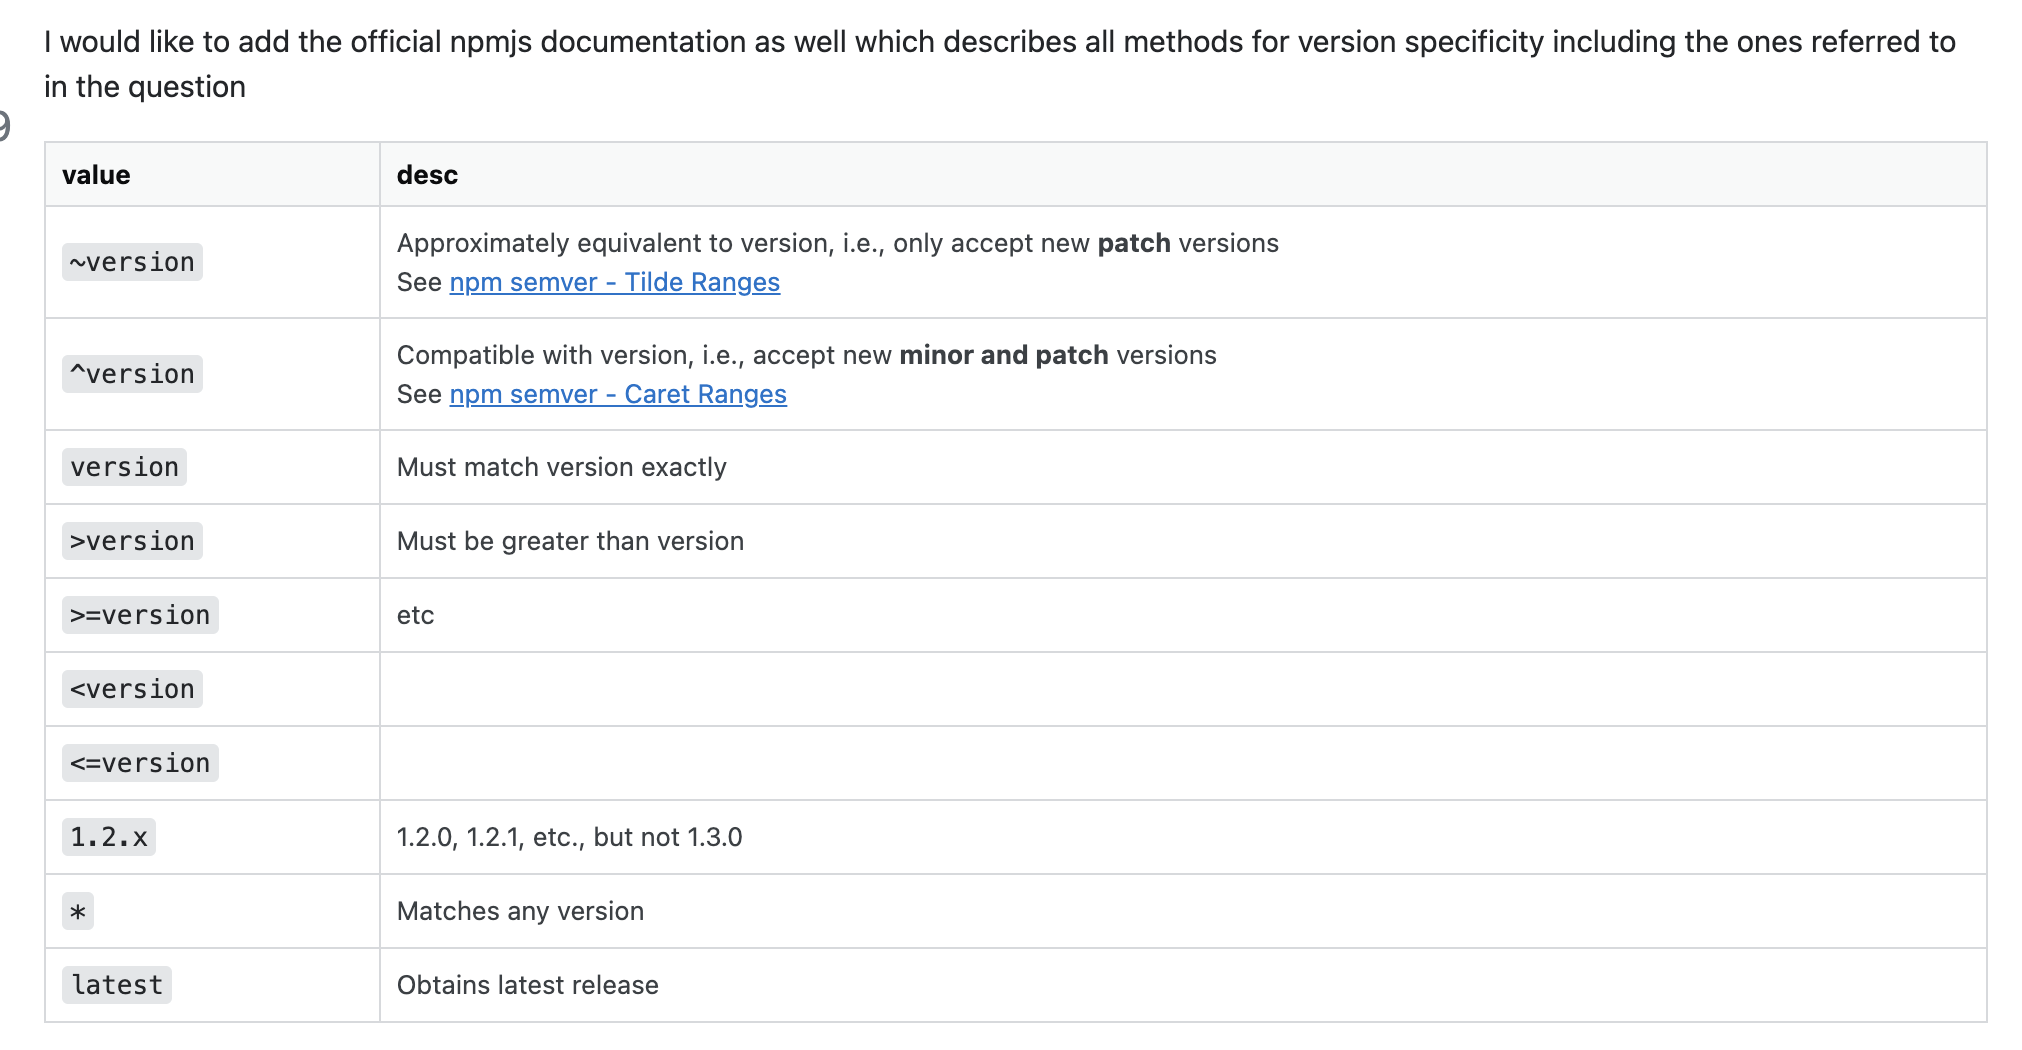 I would like to add the official npmjs documentation as well which describes all methods for version specificity including the ones referred to
in the question
9
value desc
~version
Approximately equivalent to version, i.e., only accept new patch versions
See npm semver - Tilde Ranges
^version
Compatible with version, i.e., accept new minor and patch versions
See npm semver - Caret Ranges
version Must match version exactly
>version Must be greater than version
>=version etc
<version
<=version
1.2.x 1.2.0, 1.2.1, etc., but not 1.3.0
* Matches any version
latest Obtains latest release